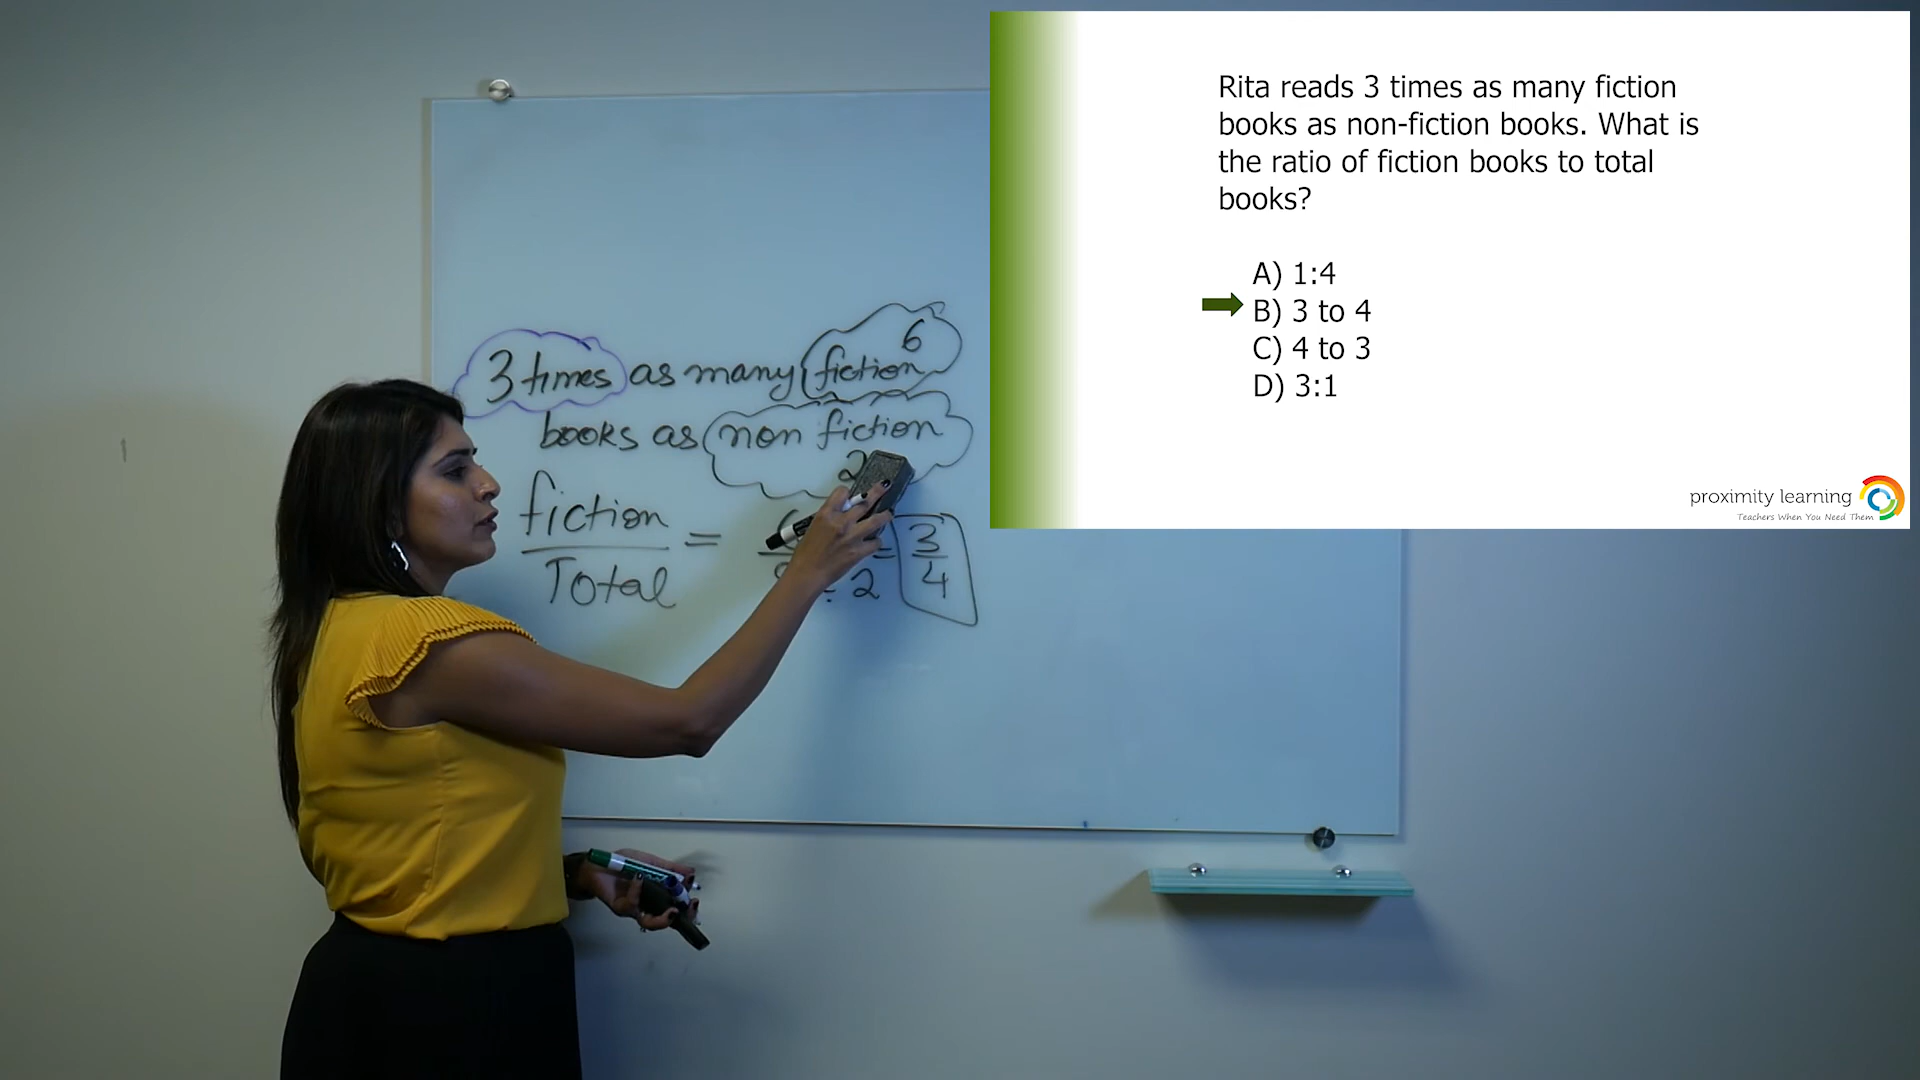 6
3 times as many fiction
books as non fiction
2
fiction
Total
=
÷ 2
=
3
4
Rita reads 3 times as many fiction
books as non-fiction books. What is
the ratio of fiction books to total
books?
A) 1:4
B) 3 to 4
C) 4 to 3
D) 3:1
proximity learning
Teachers When You Need Them